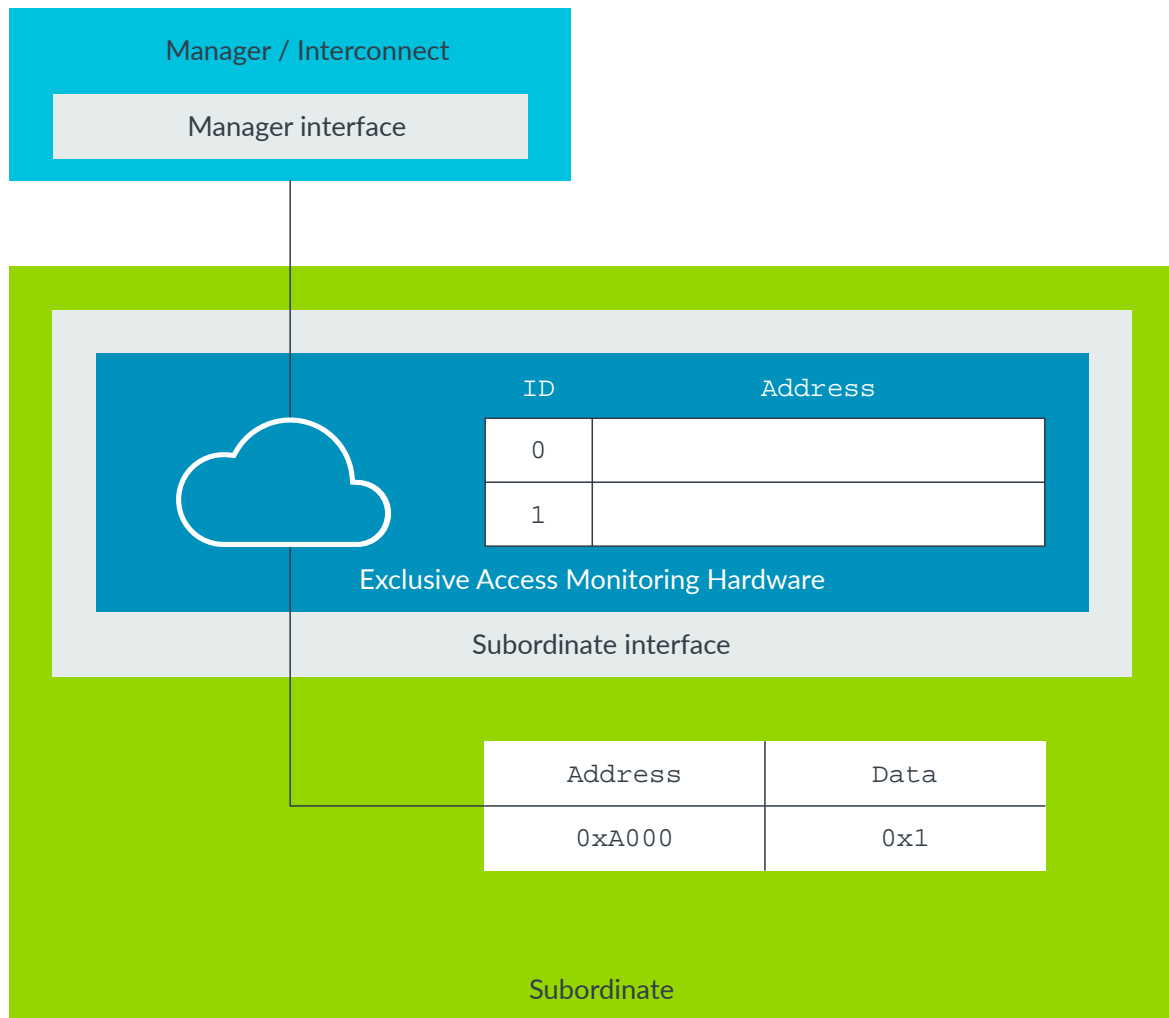 Manager / Interconnect
Manager interface
ID Address
0
1
Exclusive Access Monitoring Hardware
Subordinate interface
Address Data
0xA000 0x1
Subordinate